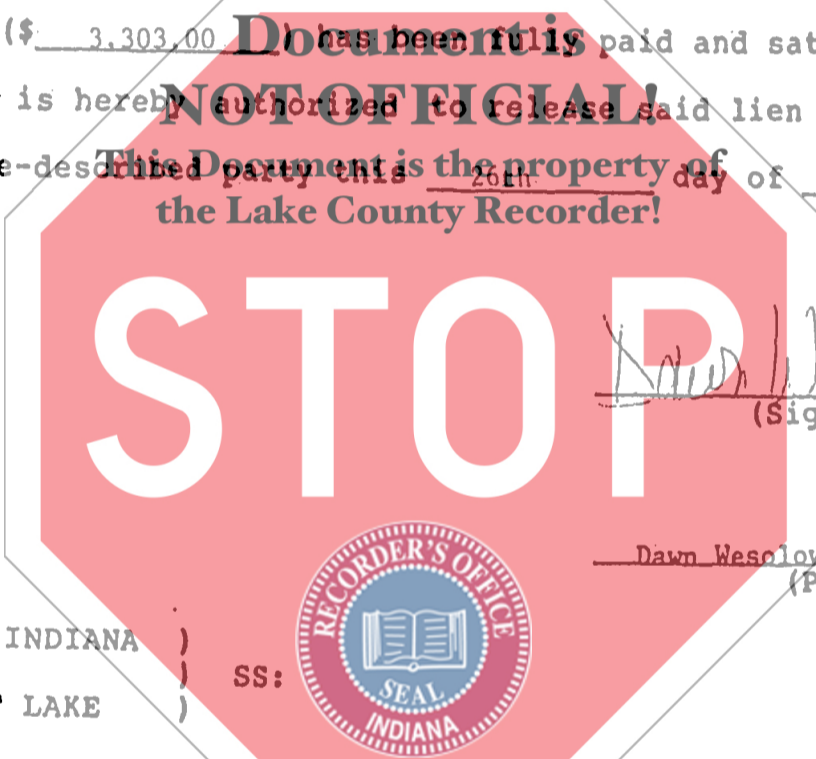 ($ 3,303.00 ) has been fully paid and sat
Document is
is hereby authorized to release said lien
NOT OFFICIAL!
e-described party this 26th day of
This Document is the property of
the Lake County Recorder!
STOP
(Sig
Dawn Wesolow
(P
RECORDER'S OFFICE
INDIANA )
) SS:
LAKE )
SEAL
INDIANA